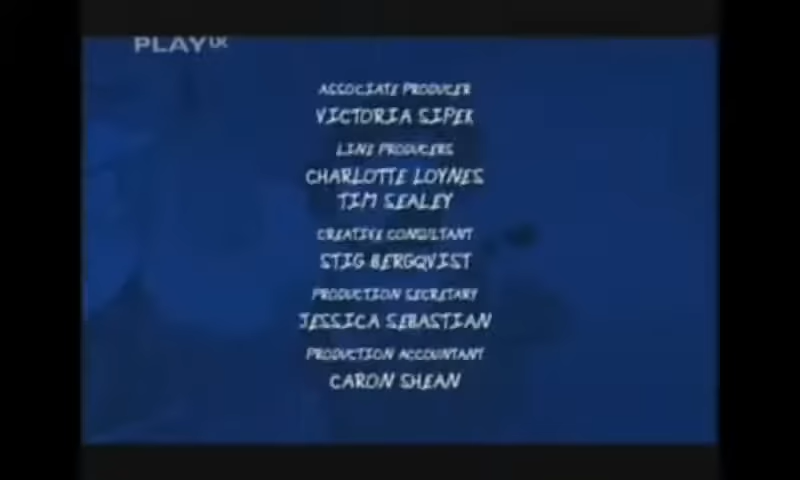 PLAY UK
ASSOCIATE PRODUCER
VICTORIA SIPEK
LINE PRODUCERS
CHARLOTTE LOYNES
TIM SEALEY
CREATIVE CONSULTANT
STIG BERGQVIST
PRODUCTION SECRETARY
JESSICA SEBASTIAN
PRODUCTION ACCOUNTANT
CARON SHEAN